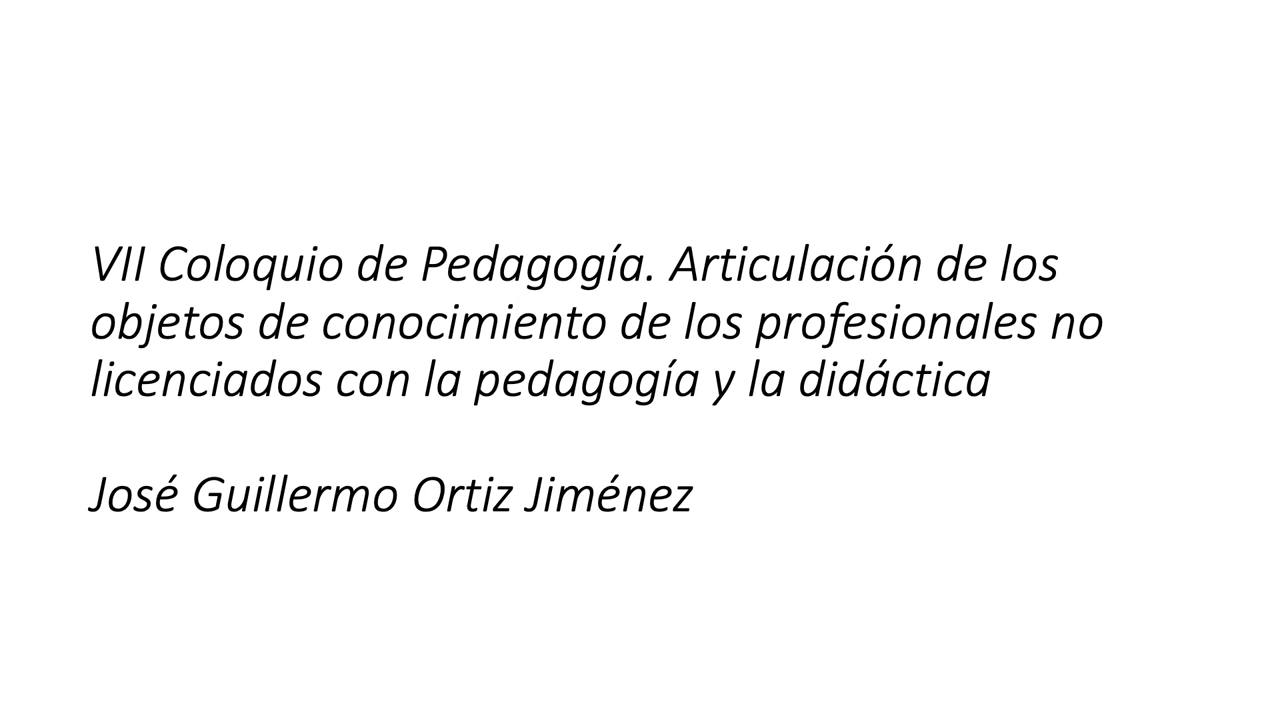 VII Coloquio de Pedagogía. Articulación de los
objetos de conocimiento de los profesionales no
licenciados con la pedagogía y la didáctica
José Guillermo Ortiz Jiménez